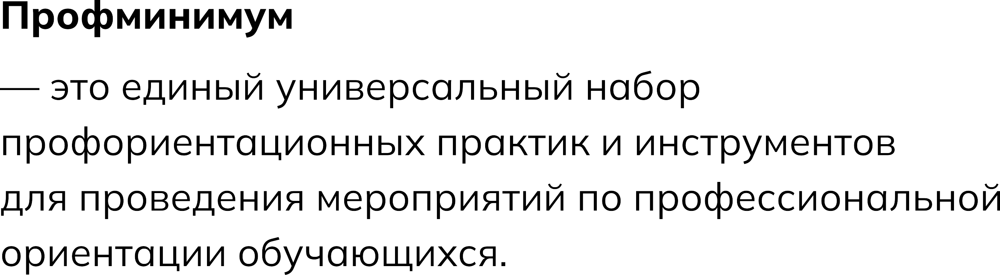 Профминимум
— это единый универсальный набор
профориентационных практик и инструментов
для проведения мероприятий по профессиональной
ориентации обучающихся.